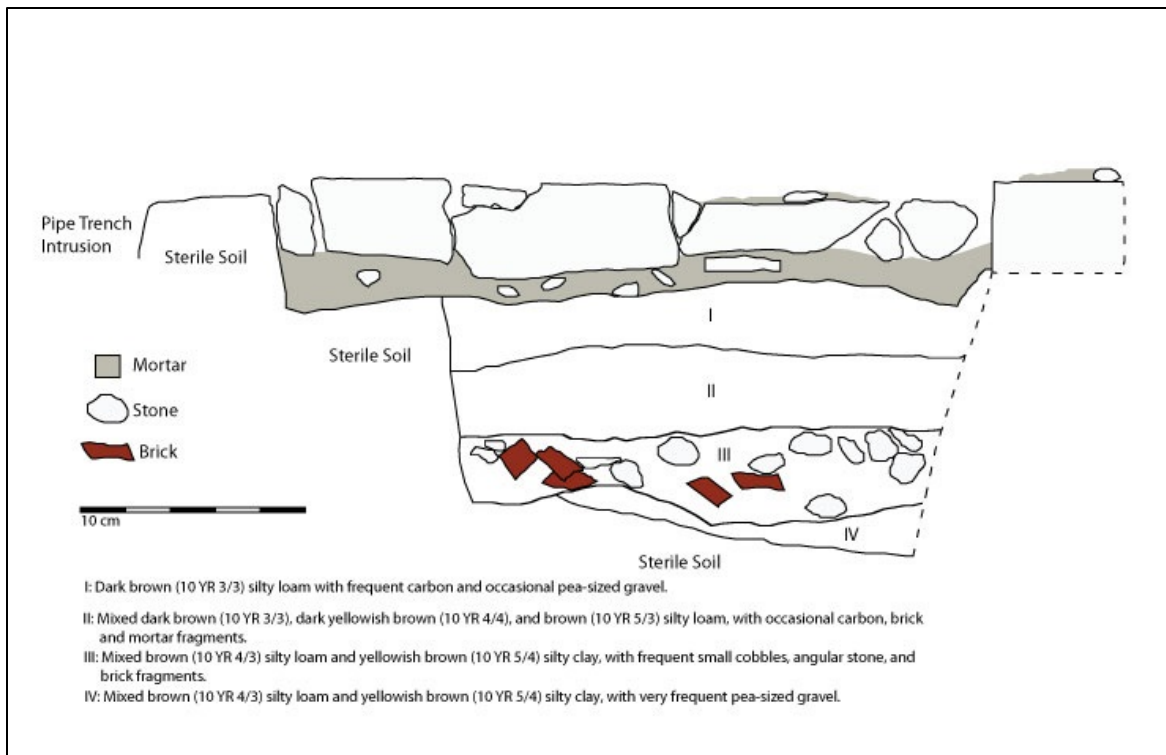 Pipe Trench
Intrusion
Sterile Soil
I
Sterile Soil
Mortar
Stone
Brick
II
III
IV
10 cm
Sterile Soil
I: Dark brown (10 YR 3/3) silty loam with frequent carbon and occasional pea-sized gravel.
II: Mixed dark brown (10 YR 3/3), dark yellowish brown (10 YR 4/4), and brown (10 YR 5/3) silty loam, with occasional carbon, brick
and mortar fragments.
III: Mixed brown (10 YR 4/3) silty loam and yellowish brown (10 YR 5/4) silty clay, with frequent small cobbles, angular stone, and
brick fragments.
IV: Mixed brown (10 YR 4/3) silty loam and yellowish brown (10 YR 5/4) silty clay, with very frequent pea-sized gravel.